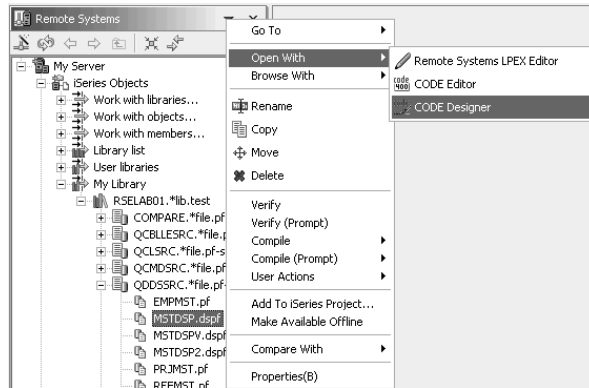 Remote Systems
My Server
iSeries Objects
Work with libraries...
Work with objects...
Work with members...
Library list
User libraries
My Library
RSELAB01.*lib.test
COMPARE.*file.pf
QCBLLESRC.*file.p
QCLSRC.*file.pf-s
QCMDSRC.*file.pf
QDDSSRC.*file.pf-
EMPMST.pf
MSTDSP.dspf
MSTDSPV.dspf
MSTDSP2.dspf
PRJMST.pf
REFMST.pf
Go To
Open With
Browse With
Rename
Copy
Move
Delete
Verify
Verify (Prompt)
Compile
Compile (Prompt)
User Actions
Add To iSeries Project...
Make Available Offline
Compare With
Properties(B)
Remote Systems LPEX Editor
code
400
CODE Editor
CODE Designer